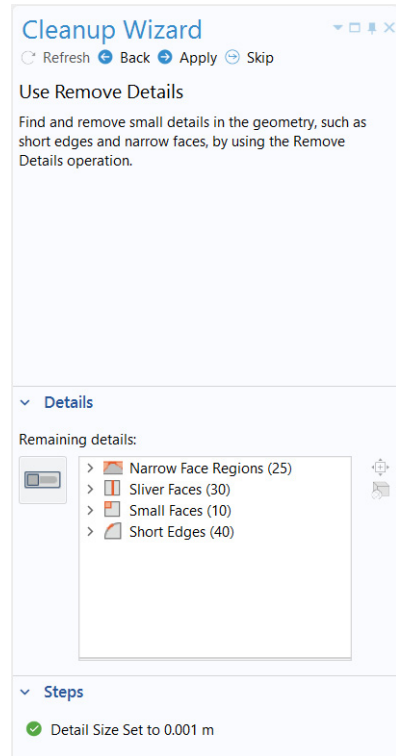 Cleanup Wizard
Refresh Back Apply Skip
Use Remove Details
Find and remove small details in the geometry, such as
short edges and narrow faces, by using the Remove
Details operation.
Details
Remaining details:
Narrow Face Regions (25)
Sliver Faces (30)
Small Faces (10)
Short Edges (40)
Steps
Detail Size Set to 0.001 m